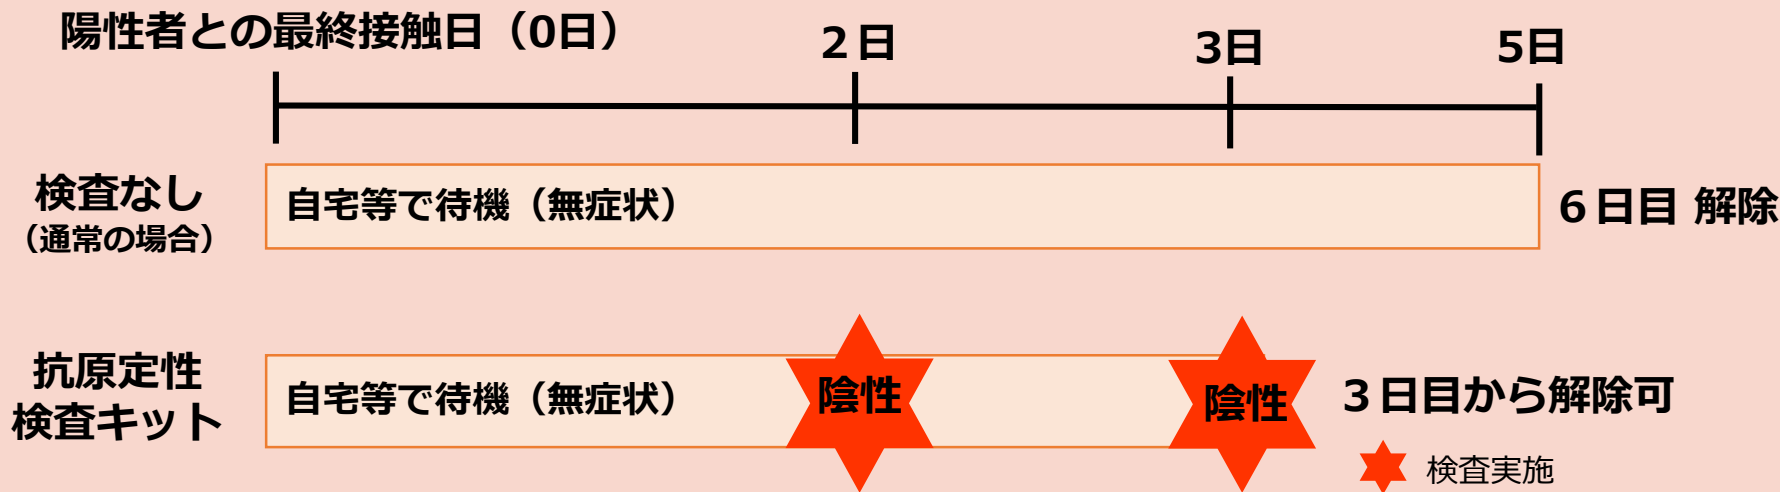 陽性者との最終接触日（0日）
２日
3日
5日
検査なし
（通常の場合）
自宅等で待機（無症状）
６日目 解除
抗原定性
検査キット
自宅等で待機（無症状）
陰性
陰性
３日目から解除可
検査実施